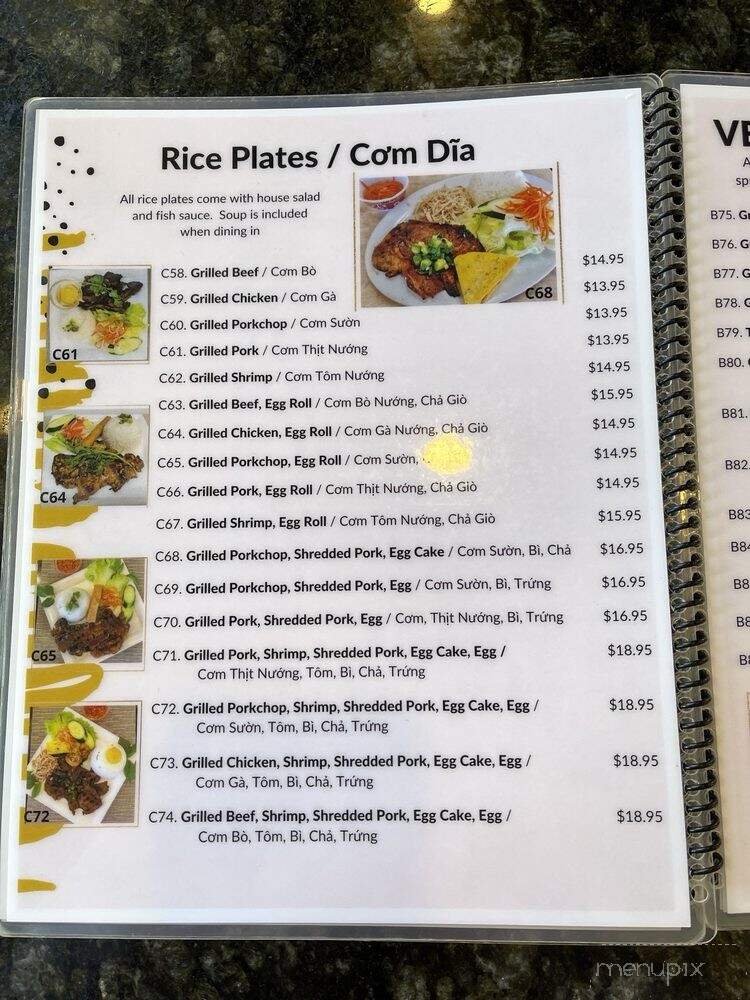 Rice Plates / Cơm Dĩa
All rice plates come with house salad
and fish sauce. Soup is included
when dining in
C68
C61
C64
C65
C72
C58. Grilled Beef / Cơm Bò $14.95
C59. Grilled Chicken / Cơm Gà $13.95
C60. Grilled Porkchop / Cơm Sườn $13.95
C61. Grilled Pork / Cơm Thịt Nướng $13.95
C62. Grilled Shrimp / Cơm Tôm Nướng $14.95
C63. Grilled Beef, Egg Roll / Cơm Bò Nướng, Chả Giò $15.95
C64. Grilled Chicken, Egg Roll / Cơm Gà Nướng, Chả Giò $14.95
C65. Grilled Porkchop, Egg Roll / Cơm Sườn, $14.95
C66. Grilled Pork, Egg Roll / Cơm Thịt Nướng, Chả Giò $14.95
C67. Grilled Shrimp, Egg Roll / Cơm Tôm Nướng, Chả Giò $15.95
C68. Grilled Porkchop, Shredded Pork, Egg Cake / Cơm Sườn, Bì, Chả $16.95
C69. Grilled Porkchop, Shredded Pork, Egg / Cơm Sườn, Bì, Trứng $16.95
C70. Grilled Pork, Shredded Pork, Egg / Cơm, Thịt Nướng, Bì, Trứng $16.95
C71. Grilled Pork, Shrimp, Shredded Pork, Egg Cake, Egg / $18.95
Cơm Thịt Nướng, Tôm, Bì, Chả, Trứng
C72. Grilled Porkchop, Shrimp, Shredded Pork, Egg Cake, Egg / $18.95
Cơm Sườn, Tôm, Bì, Chả, Trứng
C73. Grilled Chicken, Shrimp, Shredded Pork, Egg Cake, Egg / $18.95
Cơm Gà, Tôm, Bì, Chả, Trứng
C74. Grilled Beef, Shrimp, Shredded Pork, Egg Cake, Egg / $18.95
Cơm Bò, Tôm, Bì, Chả, Trứng
B75.
B76.
B77.
B78.
B79.
B80.
B81.
B82.
menupix